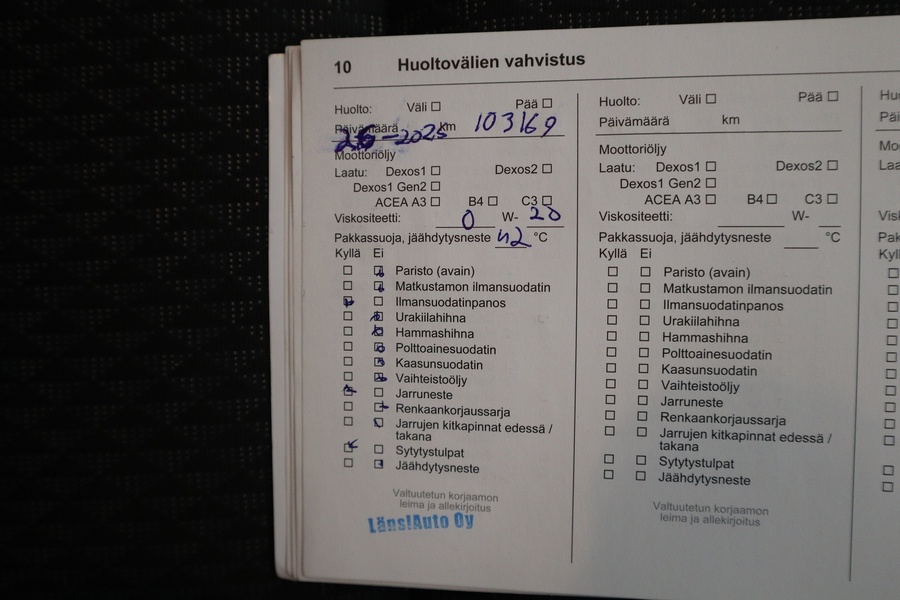 10 Huoltovälien vahvistus
Huolto: Väli ☐ Pää ☐
Päivämäärä km 103169
-2025
Moottoriöljy
Laatu: Dexos1 ☐ Dexos2 ☐
Dexos1 Gen2 ☐
ACEA A3 ☐ B4 ☐ C3 ☐
Viskositeetti: 0 W- 20
Pakkassuoja, jäähdytysneste 42 °C
Kyllä Ei
Paristo (avain)
Matkustamon ilmansuodatin
Ilmansuodatinpanos
Urakiilahihna
Hammashihna
Polttoainesuodatin
Kaasunsuodatin
Vaihteistoöljy
Jarruneste
Renkaankorjaussarja
Jarrujen kitkapinnat edessä /
takana
Sytytystulpat
Jäähdytysneste
Valtuutetun korjaamon
leima ja allekirjoitus
LänsiAuto Oy
Huolto: Väli ☐ Pää ☐
Päivämäärä km
Moottoriöljy
Laatu: Dexos1 ☐ Dexos2 ☐
Dexos1 Gen2 ☐
ACEA A3 ☐ B4 ☐ C3 ☐
Viskositeetti: W-
Pakkassuoja, jäähdytysneste °C
Kyllä Ei
Paristo (avain)
Matkustamon ilmansuodatin
Ilmansuodatinpanos
Urakiilahihna
Hammashihna
Polttoainesuodatin
Kaasunsuodatin
Vaihteistoöljy
Jarruneste
Renkaankorjaussarja
Jarrujen kitkapinnat edessä /
takana
Sytytystulpat
Jäähdytysneste
Valtuutetun korjaamon
leima ja allekirjoitus